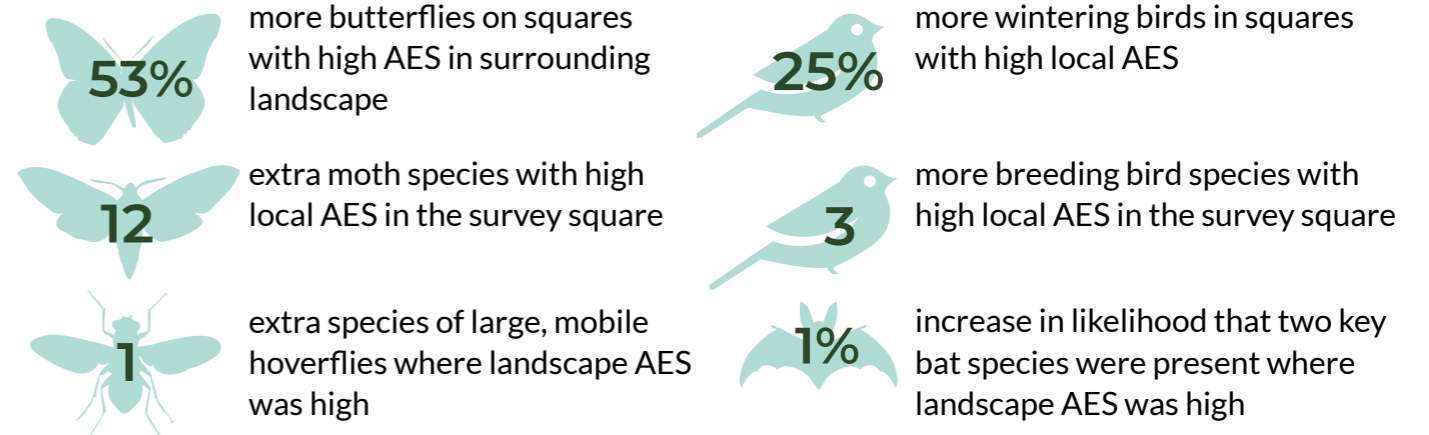 53%
more butterflies on squares
with high AES in surrounding
landscape
25%
more wintering birds in squares
with high local AES
12
extra moth species with high
local AES in the survey square
3
more breeding bird species with
high local AES in the survey square
1
extra species of large, mobile
hoverflies where landscape AES
was high
1%
increase in likelihood that two key
bat species were present where
landscape AES was high